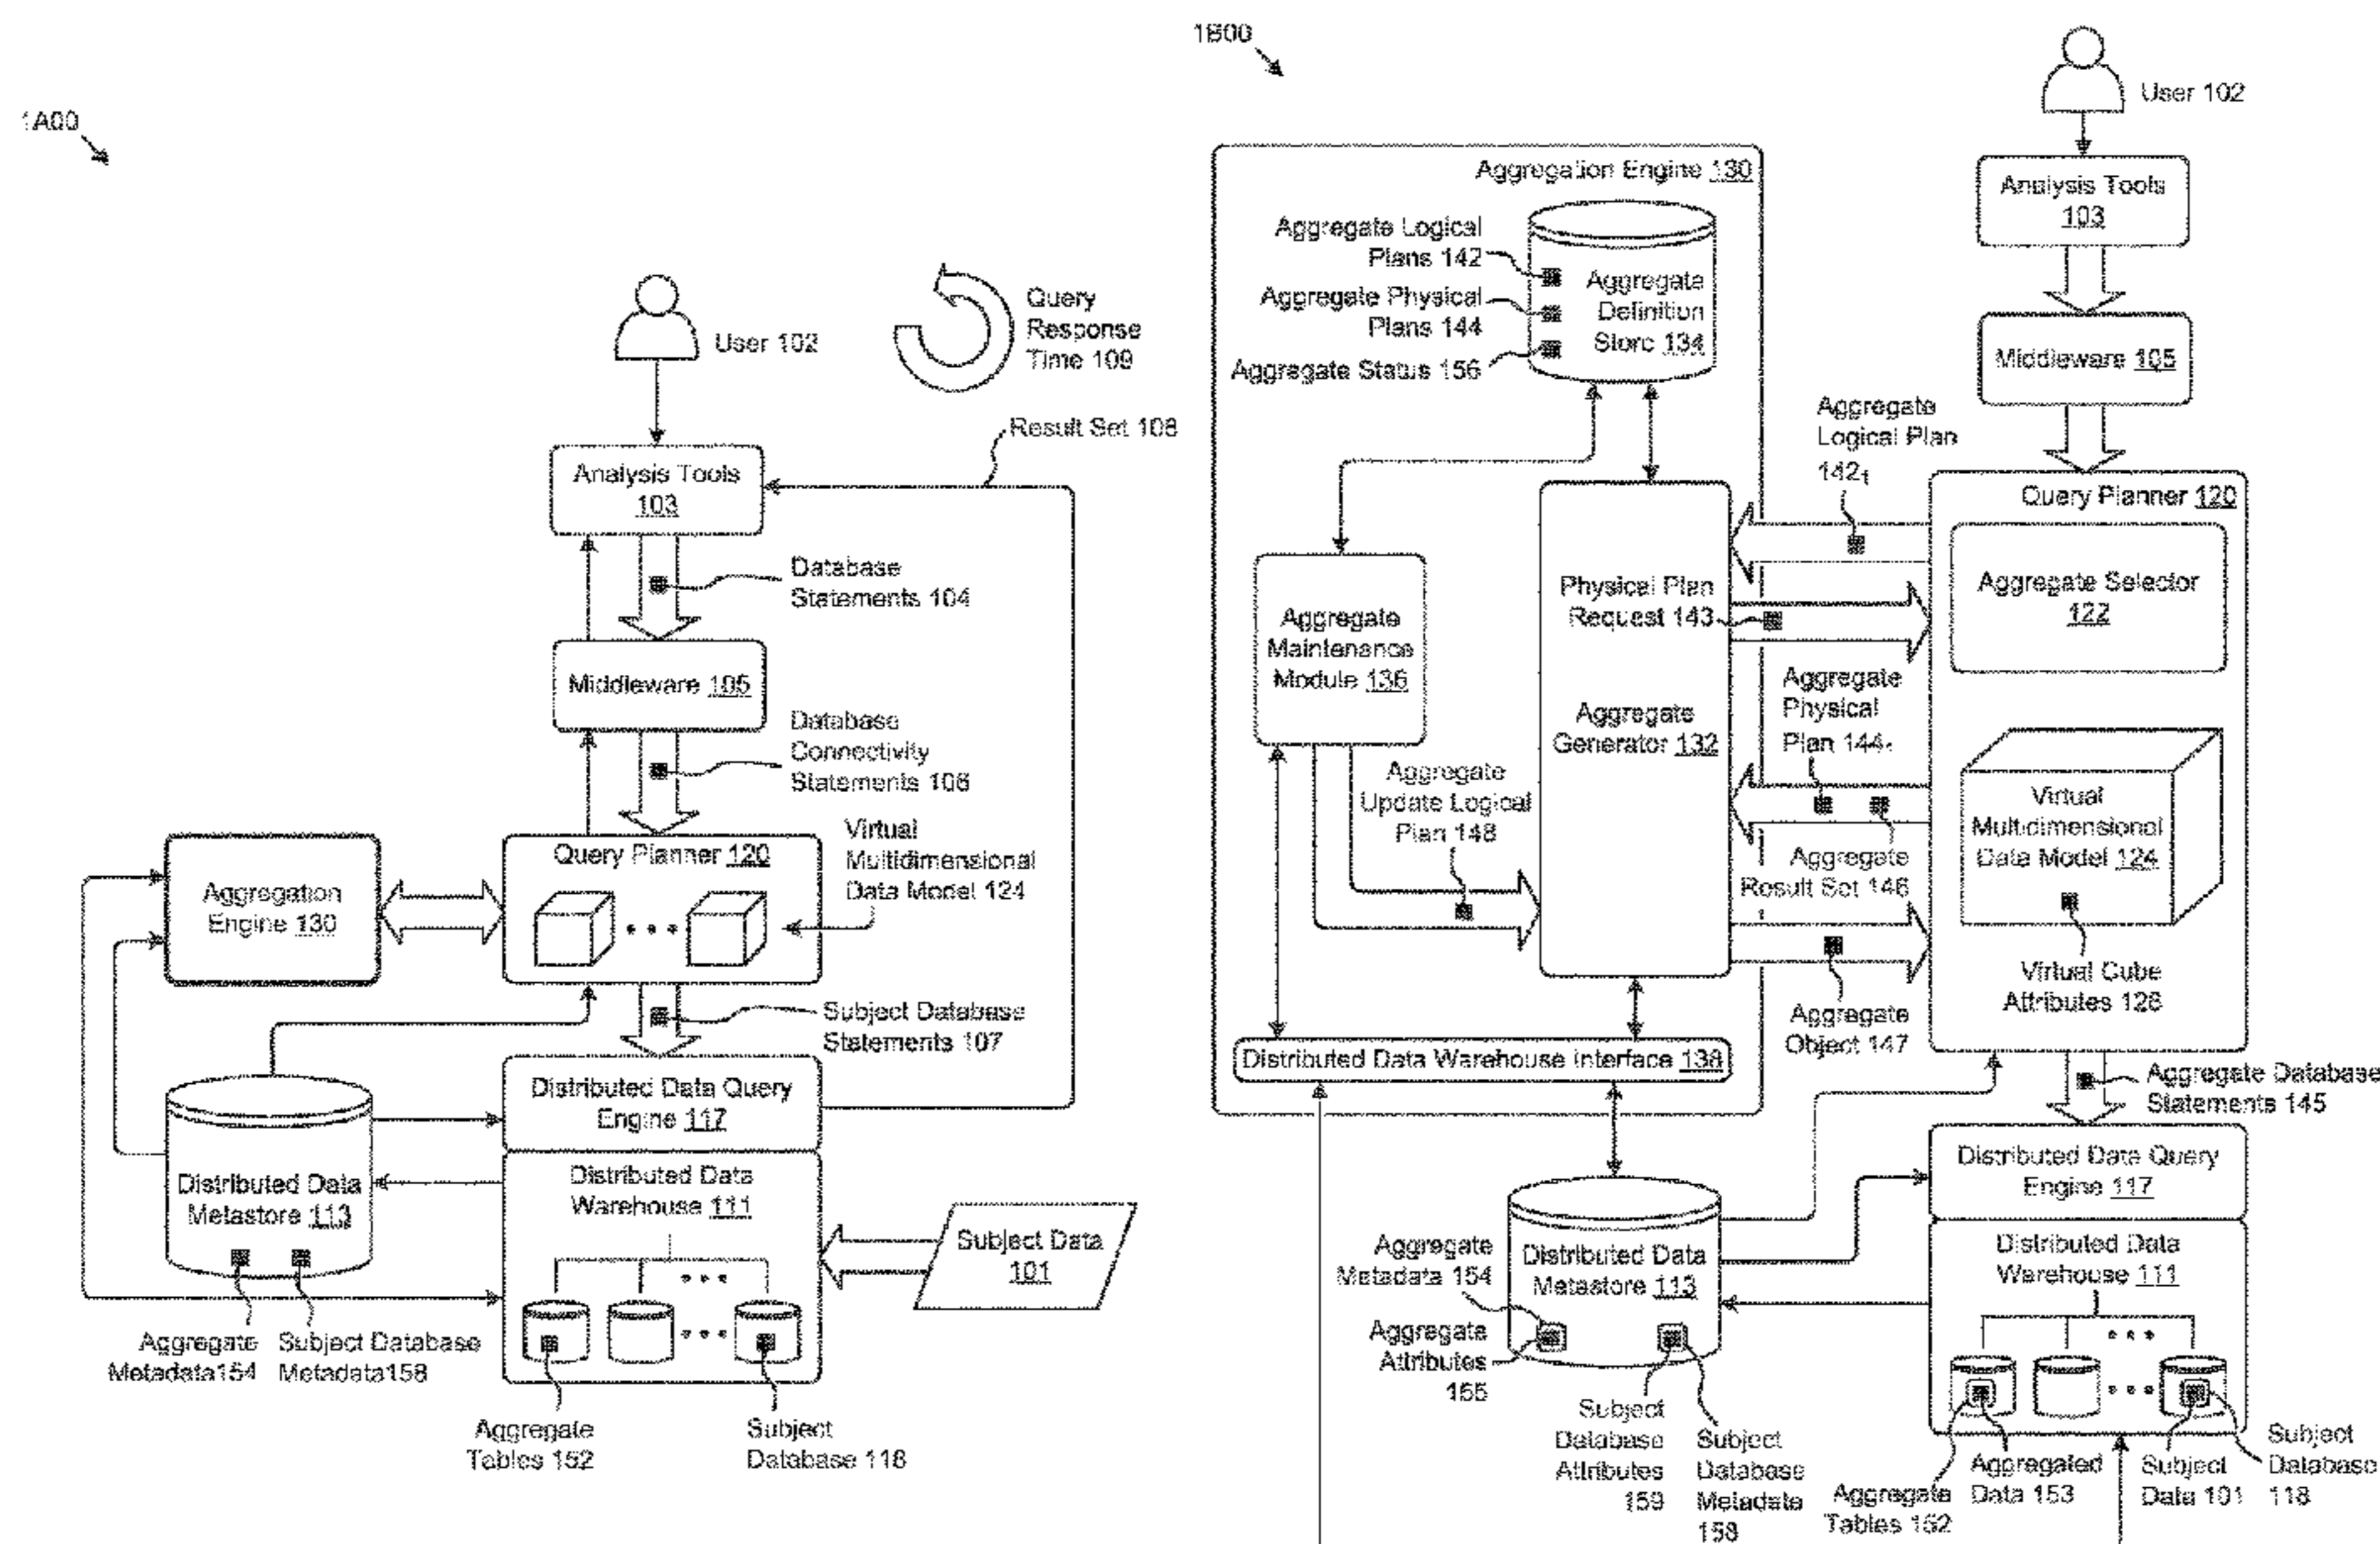 1A00
User 102
Query
Response
Time 109
Result Set 108
Analysis Tools
103
Database
Statements 104
Middleware 105
Database
Connectivity
Statements 106
Virtual
Multidimensional
Data Model 124
Query Planner 120
Aggregation
Engine 130
Subject Database
Statements 107
Distributed Data Query
Engine 117
Distributed Data
Metastore 113
Distributed Data
Warehouse 111
Subject Data
101
Aggregate
Metadata154
Subject Database
Metadata158
Aggregate
Tables 152
Subject
Database 118
1B00
User 102
Aggregation Engine 130
Analysis Tools
103
Aggregate Logical
Plans 142
Aggregate Physical
Plans 144
Aggregate Status 156
Aggregate
Definition
Store 134
Middleware 105
Aggregate
Logical Plan
142₁
Query Planner 120
Aggregate Selector
122
Physical Plan
Request 143
Aggregate
Maintenance
Module 136
Aggregate
Generator 132
Aggregate
Physical
Plan 144₁
Aggregate
Update Logical
Plan 148
Virtual
Multidimensional
Data Model 124
Aggregate
Result Set 146
Virtual Cube
Attributes 126
Aggregate
Object 147
Distributed Data Warehouse Interface 138
Aggregate Database
Statements 145
Distributed Data Query
Engine 117
Aggregate
Metadata 154
Distributed Data
Metastore 113
Distributed Data
Warehouse 111
Aggregate
Attributes
155
Subject
Database
Attributes
159
Subject
Database
Metadata
158
Aggregate
Tables 152
Aggregated
Data 153
Subject
Data 101
Subject
Database
118